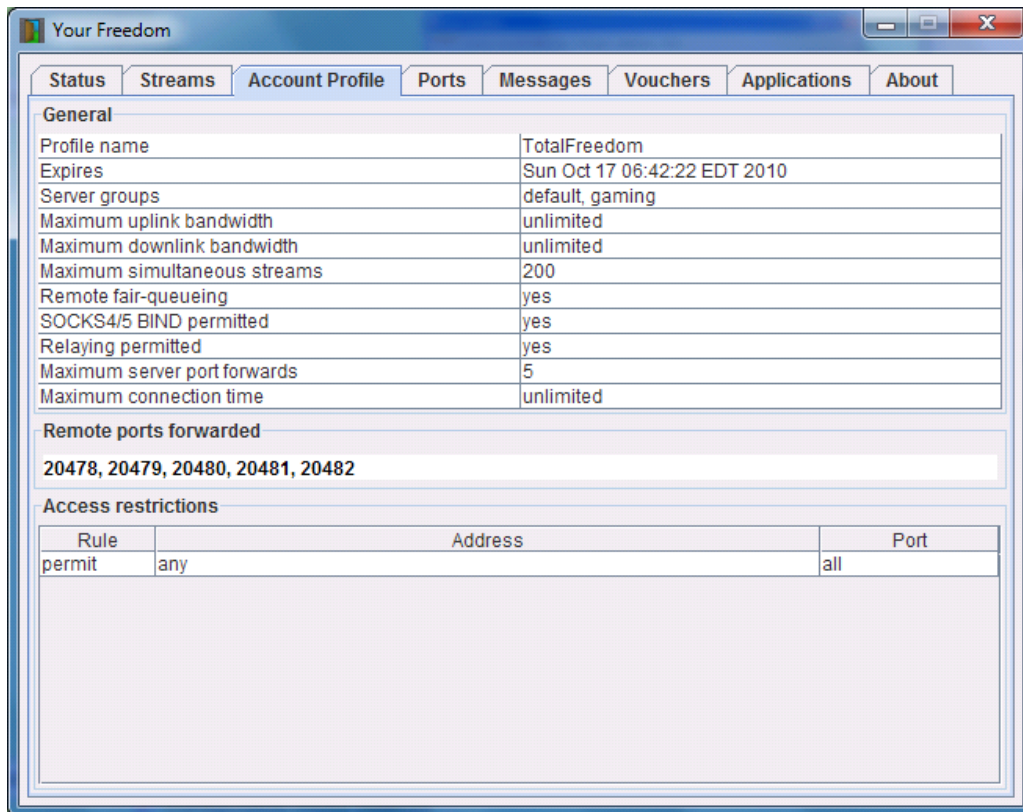 Your Freedom
Status Streams Account Profile Ports Messages Vouchers Applications About
General
Profile name TotalFreedom
Expires Sun Oct 17 06:42:22 EDT 2010
Server groups default, gaming
Maximum uplink bandwidth unlimited
Maximum downlink bandwidth unlimited
Maximum simultaneous streams 200
Remote fair-queueing yes
SOCKS4/5 BIND permitted yes
Relaying permitted yes
Maximum server port forwards 5
Maximum connection time unlimited
Remote ports forwarded
20478, 20479, 20480, 20481, 20482
Access restrictions
Rule Address Port
permit any all